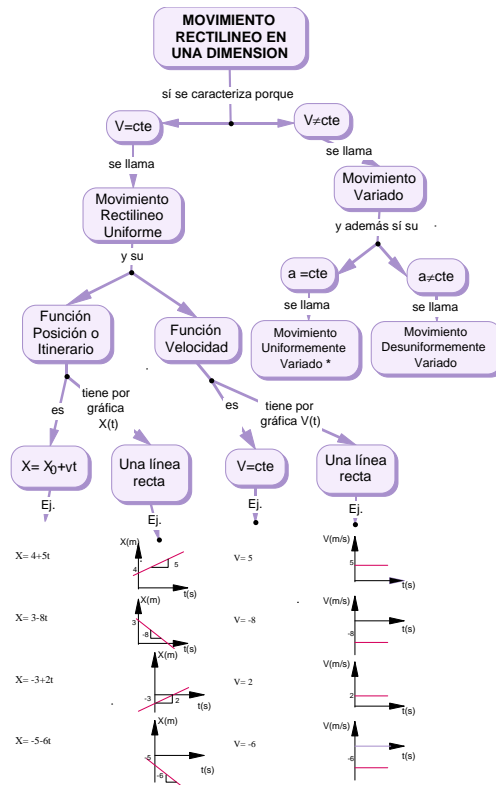 MOVIMIENTO
RECTILINEO EN
UNA DIMENSION
sí se caracteriza porque
V=cte
V≠cte
se llama
se llama
Movimiento
Rectilineo
Uniforme
Movimiento
Variado
y su
y además sí su
a =cte
a≠cte
se llama
se llama
Función
Posición o
Itinerario
Función
Velocidad
Movimiento
Uniformemente
Variado *
Movimiento
Desuniformemente
Variado
es
tiene por
gráfica
X(t)
es
tiene por
gráfica V(t)
X= X0+vt
Una línea
recta
V=cte
Una línea
recta
Ej.
Ej.
Ej.
Ej.
X= 4+5t
X(m)
4
5
t(s)
V= 5
V(m/s)
5
t(s)
X= 3-8t
X(m)
3
-8
t(s)
V= -8
V(m/s)
-8
t(s)
X= -3+2t
X(m)
-3
2
t(s)
V= 2
V(m/s)
2
t(s)
X= -5-6t
X(m)
-5
-6
t(s)
V= -6
V(m/s)
-6
t(s)